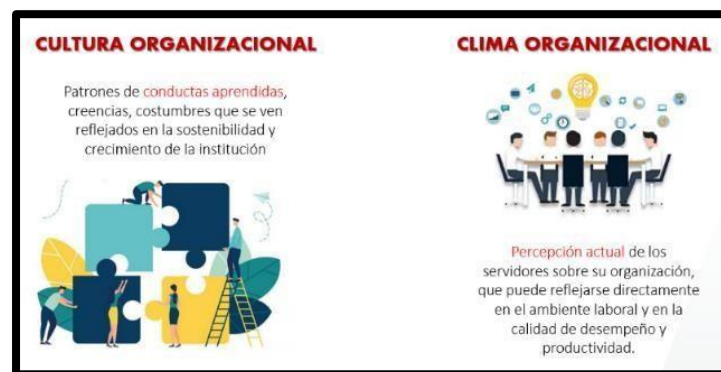 CULTURA ORGANIZACIONAL
Patrones de conductas aprendidas,
creencias, costumbres que se ven
reflejados en la sostenibilidad y
crecimiento de la institución
CLIMA ORGANIZACIONAL
Percepción actual de los
servidores sobre su organización,
que puede reflejarse directamente
en el ambiente laboral y en la
calidad de desempeño y
productividad.